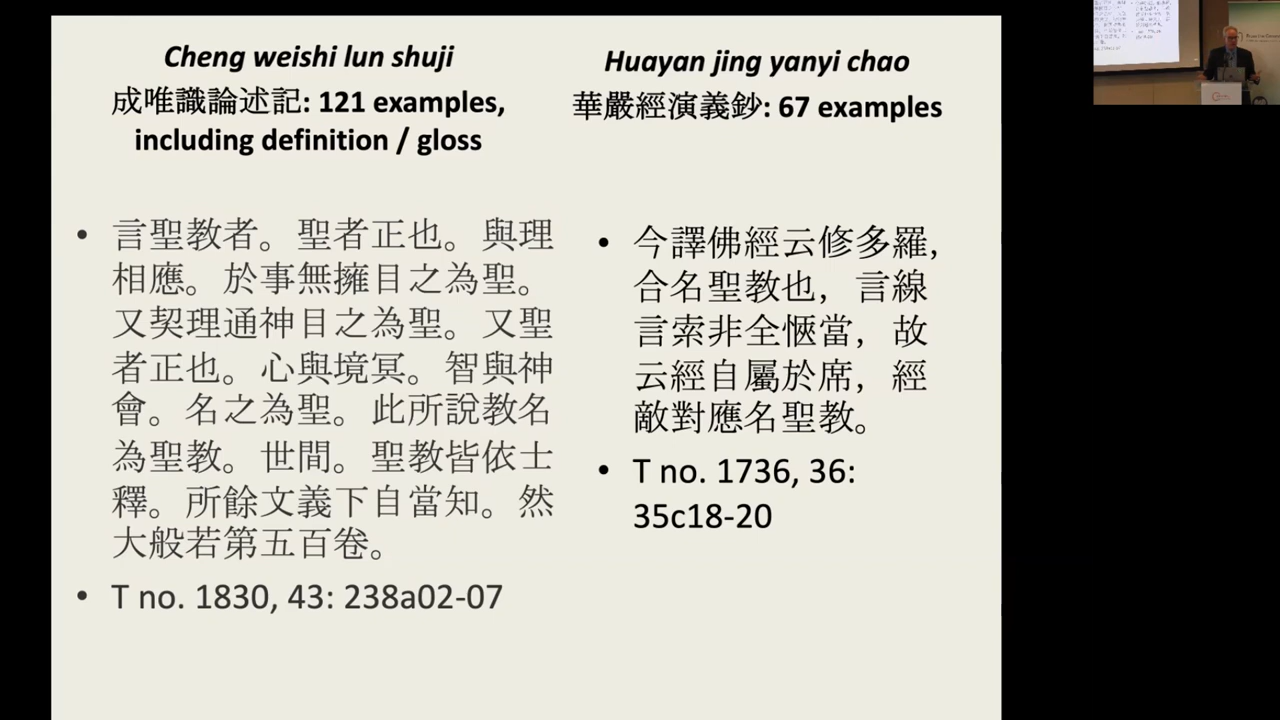 Cheng weishi lun shuji
成唯識論述記: 121 examples,
including definition / gloss
• 言聖教者。聖者正也。與理
相應。於事無擁目之為聖。
又契理通神目之為聖。又聖
者正也。心與境冥。智與神
會。名之為聖。此所說教名
為聖教。世間。聖教皆依士
釋。所餘文義下自當知。然
大般若第五百卷。
• T no. 1830, 43: 238a02-07
Huayan jing yanyi chao
華嚴經演義鈔: 67 examples
• 今譯佛經云修多羅，
合名聖教也，言線
言索非全愜當，故
云經自屬於席，經
敵對應名聖教。
• T no. 1736, 36:
35c18-20